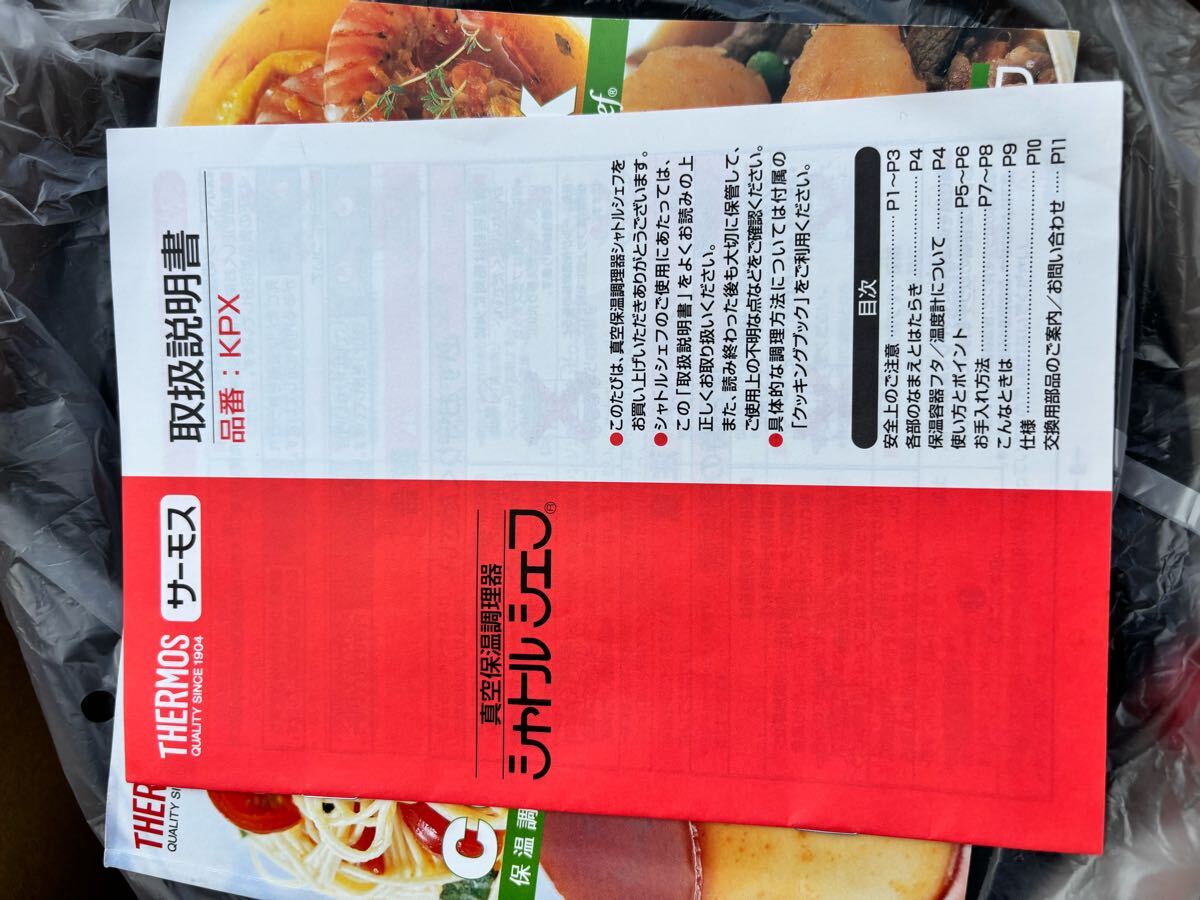 THERMOS
QUALITY SINCE 1904
サーモス
取扱説明書
品番：KPX
真空保温調理器
シャトルシェフ®
●このたびは、真空保温調理器シャトルシェフを
お買い上げいただきありがとうございます。
●シャトルシェフのご使用にあたっては、
この「取扱説明書」をよくお読みの上
正しくお取り扱いください。
また、読み終わった後も大切に保管して、
ご使用上の不明な点などをご確認ください。
●具体的な調理方法については付属の
「クッキングブック」をご利用ください。
目次
安全上のご注意 P1～P3
各部のなまえとはたらき P4
保温容器フタ／温度計について P4
使い方とポイント P5～P6
お手入れ方法 P7～P8
こんなときは P9
仕様 P10
交換用部品のご案内／お問い合わせ P11
THER
QUALITY SI
C
保温調
K
ef®